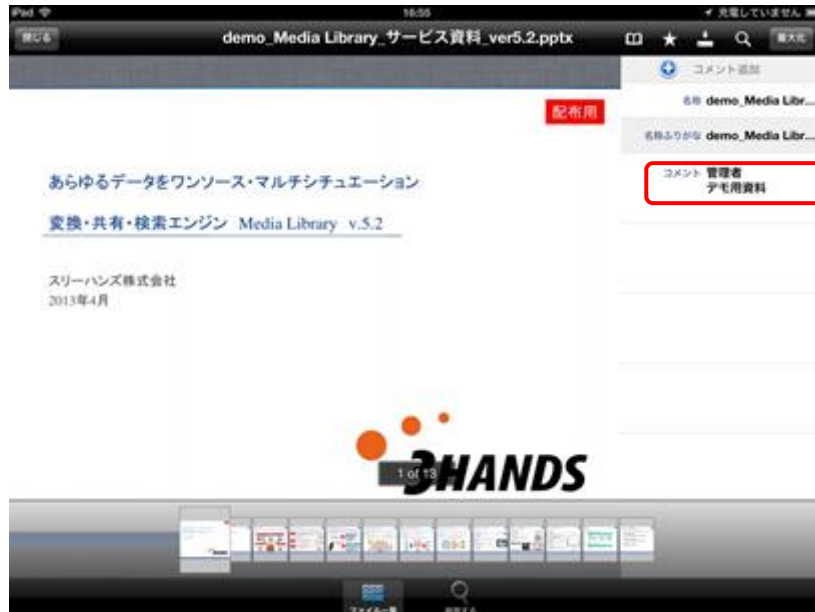 iPad
16:55
充電していません
閉じる
demo_Media Library_サービス資料_ver5.2.pptx
最大化
コメント追加
名称 demo_Media Libr...
名称ふりがな demo_Media Libr...
配布用
コメント 管理者
デモ用資料
あらゆるデータをワンソース・マルチシチュエーション
変換・共有・検索エンジン Media Library v.5.2
スリーハンズ株式会社
2013年4月
1 of 13
3HANDS
ファイル一覧